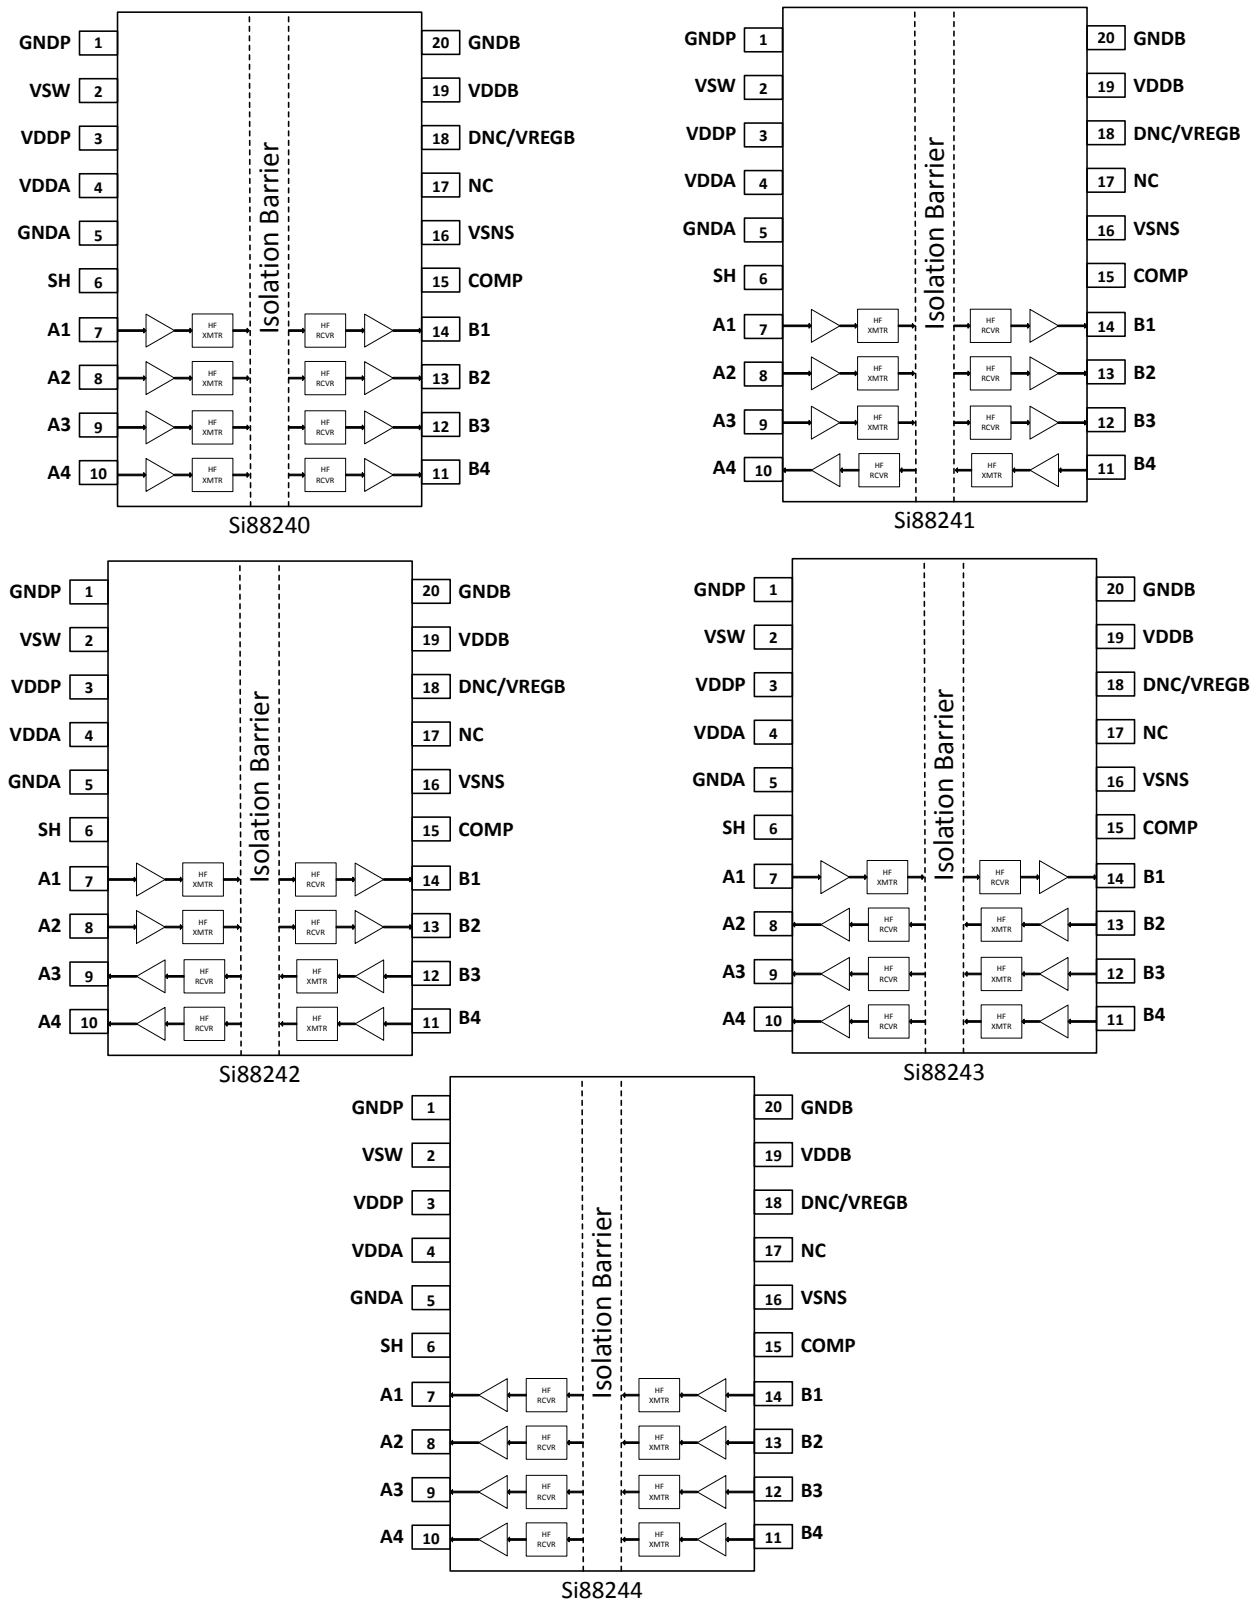 GNDP 1 20 GNDB
VSW 2 19 VDDB
VDDP 3 18 DNC/VREGB
VDDA 4 17 NC
GNDA 5 16 VSNS
SH 6 15 COMP
Isolation Barrier
A1 7 HF XMTR HF RCVR 14 B1
A2 8 HF XMTR HF RCVR 13 B2
A3 9 HF XMTR HF RCVR 12 B3
A4 10 HF XMTR HF RCVR 11 B4
Si88240
GNDP 1 20 GNDB
VSW 2 19 VDDB
VDDP 3 18 DNC/VREGB
VDDA 4 17 NC
GNDA 5 16 VSNS
SH 6 15 COMP
Isolation Barrier
A1 7 HF XMTR HF RCVR 14 B1
A2 8 HF XMTR HF RCVR 13 B2
A3 9 HF XMTR HF RCVR 12 B3
A4 10 HF RCVR HF XMTR 11 B4
Si88241
GNDP 1 20 GNDB
VSW 2 19 VDDB
VDDP 3 18 DNC/VREGB
VDDA 4 17 NC
GNDA 5 16 VSNS
SH 6 15 COMP
Isolation Barrier
A1 7 HF XMTR HF RCVR 14 B1
A2 8 HF XMTR HF RCVR 13 B2
A3 9 HF RCVR HF XMTR 12 B3
A4 10 HF RCVR HF XMTR 11 B4
Si88242
GNDP 1 20 GNDB
VSW 2 19 VDDB
VDDP 3 18 DNC/VREGB
VDDA 4 17 NC
GNDA 5 16 VSNS
SH 6 15 COMP
Isolation Barrier
A1 7 HF XMTR HF RCVR 14 B1
A2 8 HF RCVR HF XMTR 13 B2
A3 9 HF RCVR HF XMTR 12 B3
A4 10 HF RCVR HF XMTR 11 B4
Si88243
GNDP 1 20 GNDB
VSW 2 19 VDDB
VDDP 3 18 DNC/VREGB
VDDA 4 17 NC
GNDA 5 16 VSNS
SH 6 15 COMP
Isolation Barrier
A1 7 HF RCVR HF XMTR 14 B1
A2 8 HF RCVR HF XMTR 13 B2
A3 9 HF RCVR HF XMTR 12 B3
A4 10 HF RCVR HF XMTR 11 B4
Si88244